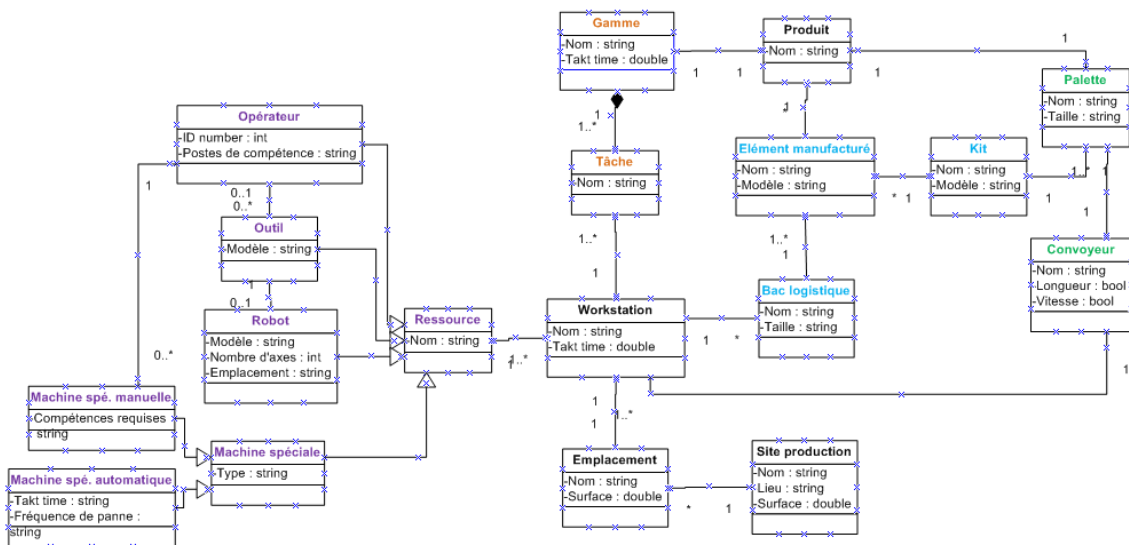 Gamme
-Nom : string
-Takt time : double
1
1
Produit
-Nom : string
1
1
Palette
-Nom : string
-Taille : string
1
1..*
Tâche
Nom : string
1
*
Elément manufacturé
-Nom : string
-Modèle : string
*
1
Kit
-Nom : string
-Modèle : string
1
1..*
1
1
Convoyeur
-Nom : string
-Longueur : bool
-Vitesse : bool
1
Opérateur
-ID number : int
-Postes de compétence : string
1
0..1
0..*
Outil
Modèle : string
1
0..1
Robot
-Modèle : string
-Nombre d'axes : int
-Emplacement : string
0..*
Ressource
Nom : string
1..*
1
1..*
1
Workstation
-Nom : string
-Takt time : double
1
*
1..*
1
Bac logistique
-Nom : string
-Taille : string
Machine spé. manuelle
Compétences requises
string
Machine spéciale
-Type : string
Machine spé. automatique
-Takt time : string
-Fréquence de panne :
string
1
1
1..*
Emplacement
-Nom : string
-Surface : double
*
1
Site production
-Nom : string
-Lieu : string
-Surface : double